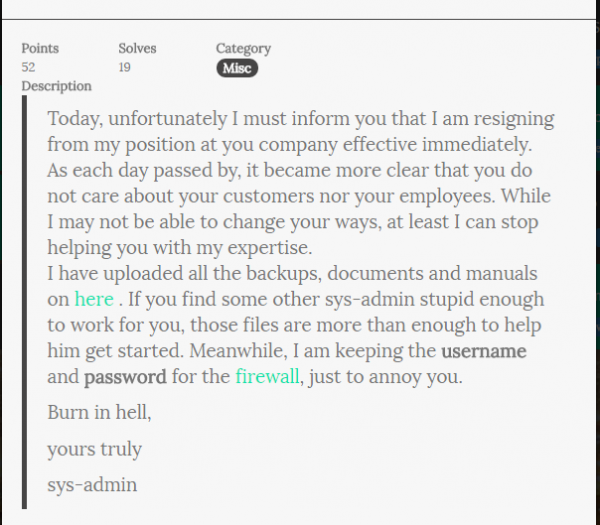 Points Solves Category
52 19 Misc
Description
Today, unfortunately I must inform you that I am resigning
from my position at you company effective immediately.
As each day passed by, it became more clear that you do
not care about your customers nor your employees. While
I may not be able to change your ways, at least I can stop
helping you with my expertise.
I have uploaded all the backups, documents and manuals
on here . If you find some other sys-admin stupid enough
to work for you, those files are more than enough to help
him get started. Meanwhile, I am keeping the username
and password for the firewall, just to annoy you.
Burn in hell,
yours truly
sys-admin